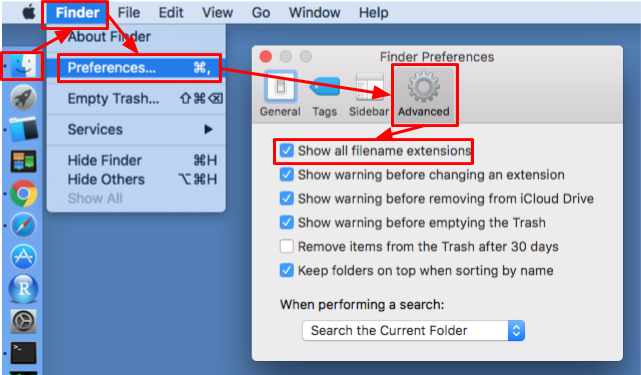 Finder File Edit View Go Window Help
About Finder
Preferences... ⌘,
Empty Trash... ⇧⌘⌫
Services ▶
Hide Finder ⌘H
Hide Others ⌥⌘H
Show All
Finder Preferences
General Tags Sidebar Advanced
Show all filename extensions
Show warning before changing an extension
Show warning before removing from iCloud Drive
Show warning before emptying the Trash
Remove items from the Trash after 30 days
Keep folders on top when sorting by name
When performing a search:
Search the Current Folder
R
>_